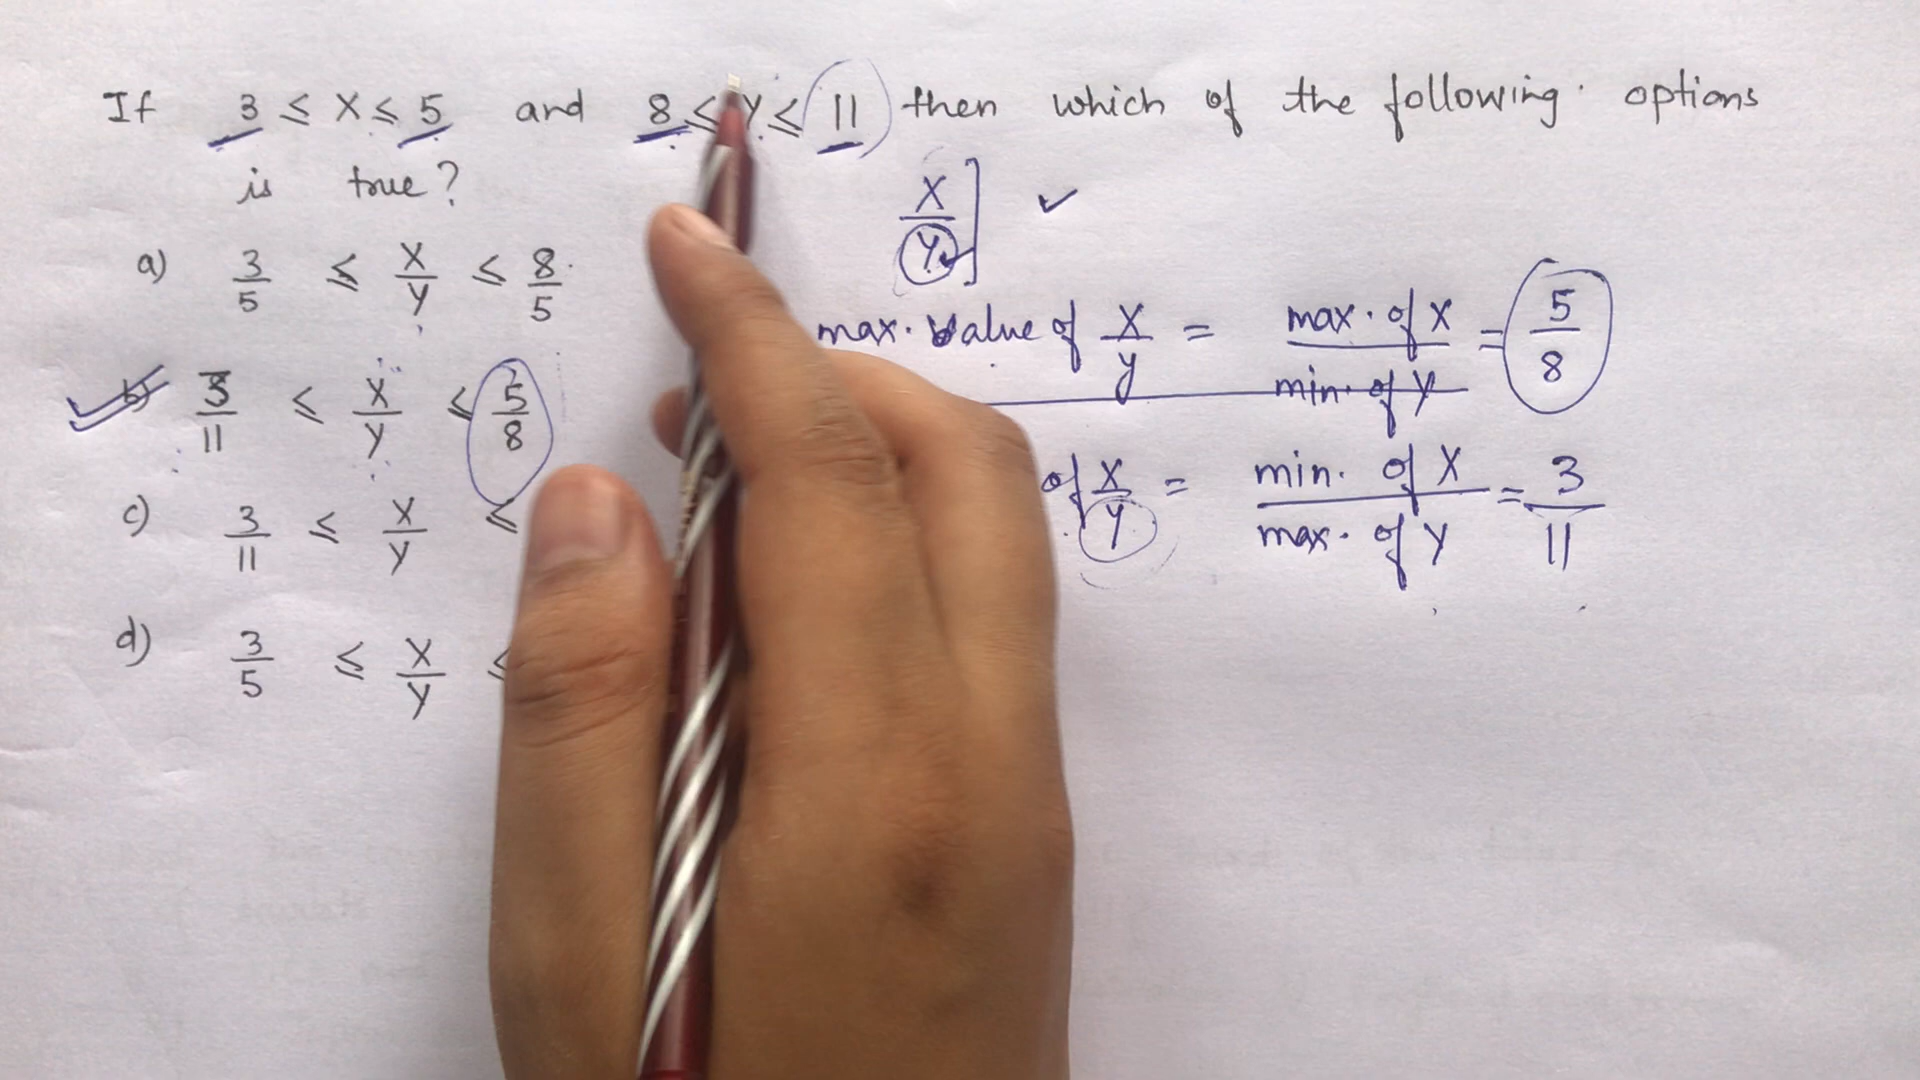 If 3 ≤ X ≤ 5 and 8 ≤ Y ≤ 11 then which of the following options
is true?
a) 3/5 ≤ X/Y ≤ 8/5
b) 3/11 ≤ X/Y ≤ 5/8
c) 3/11 ≤ X/Y ≤
d) 3/5 ≤ X/Y ≤
X/Y ] ✓
max. value of X/y = max. of X/min. of Y = 5/8
of X/Y = min. of X/max. of Y = 3/11